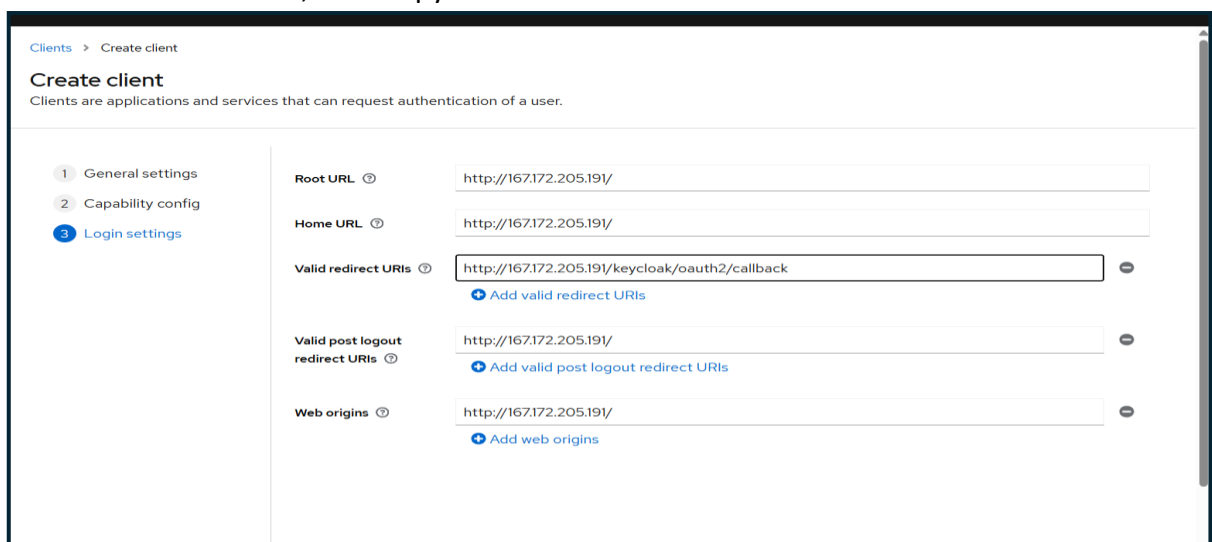 Clients > Create client
Create client
Clients are applications and services that can request authentication of a user.
1 General settings
2 Capability config
3 Login settings
Root URL
http://167.172.205.191/
Home URL
http://167.172.205.191/
Valid redirect URIs
http://167.172.205.191/keycloak/oauth2/callback
Add valid redirect URIs
Valid post logout
redirect URIs
http://167.172.205.191/
Add valid post logout redirect URIs
Web origins
http://167.172.205.191/
Add web origins